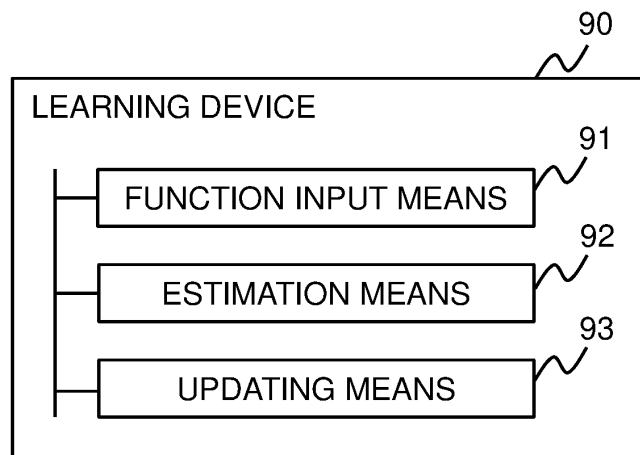 90
LEARNING DEVICE
91
FUNCTION INPUT MEANS
92
ESTIMATION MEANS
93
UPDATING MEANS